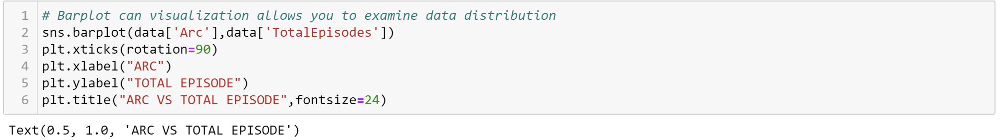 1 # Barplot can visualization allows you to examine data distribution
2 sns.barplot(data['Arc'],data['TotalEpisodes'])
3 plt.xticks(rotation=90)
4 plt.xlabel("ARC")
5 plt.ylabel("TOTAL EPISODE")
6 plt.title("ARC VS TOTAL EPISODE",fontsize=24)
Text(0.5, 1.0, 'ARC VS TOTAL EPISODE')